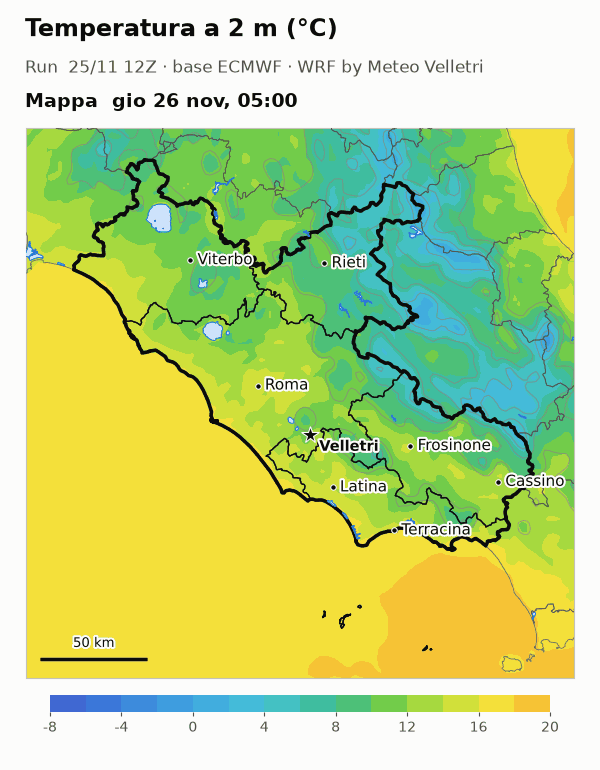 Temperatura a 2 m (°C)
Run  25/11 12Z · base ECMWF · WRF by Meteo Velletri
Mappa  gio 26 nov, 05:00
Viterbo
Rieti
Roma
Velletri
Frosinone
Latina
Cassino
Terracina
50 km
-8 -4 0 4 8 12 16 20